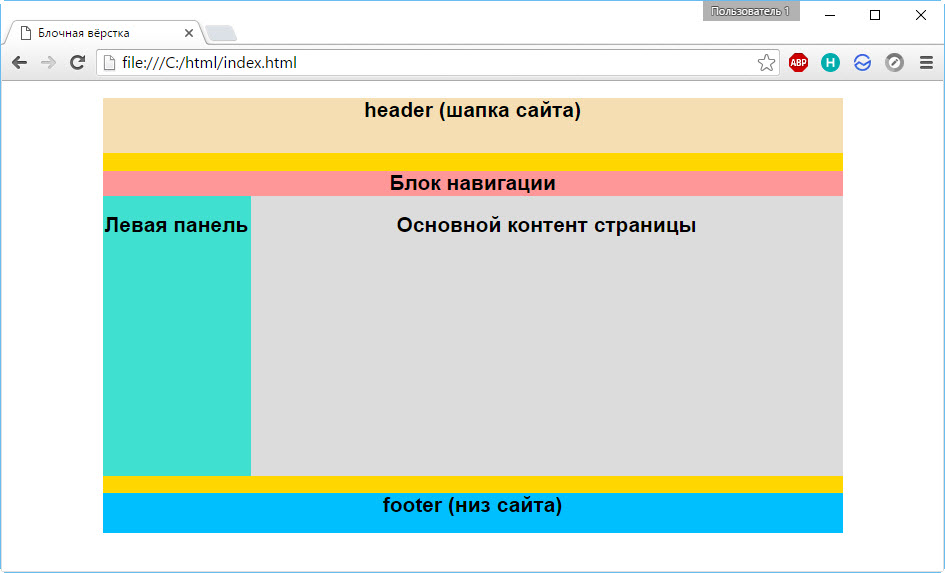 Пользователь 1
Блочная вёрстка
file:///C:/html/index.html
ABP
H
header (шапка сайта)
Блок навигации
Левая панель
Основной контент страницы
footer (низ сайта)